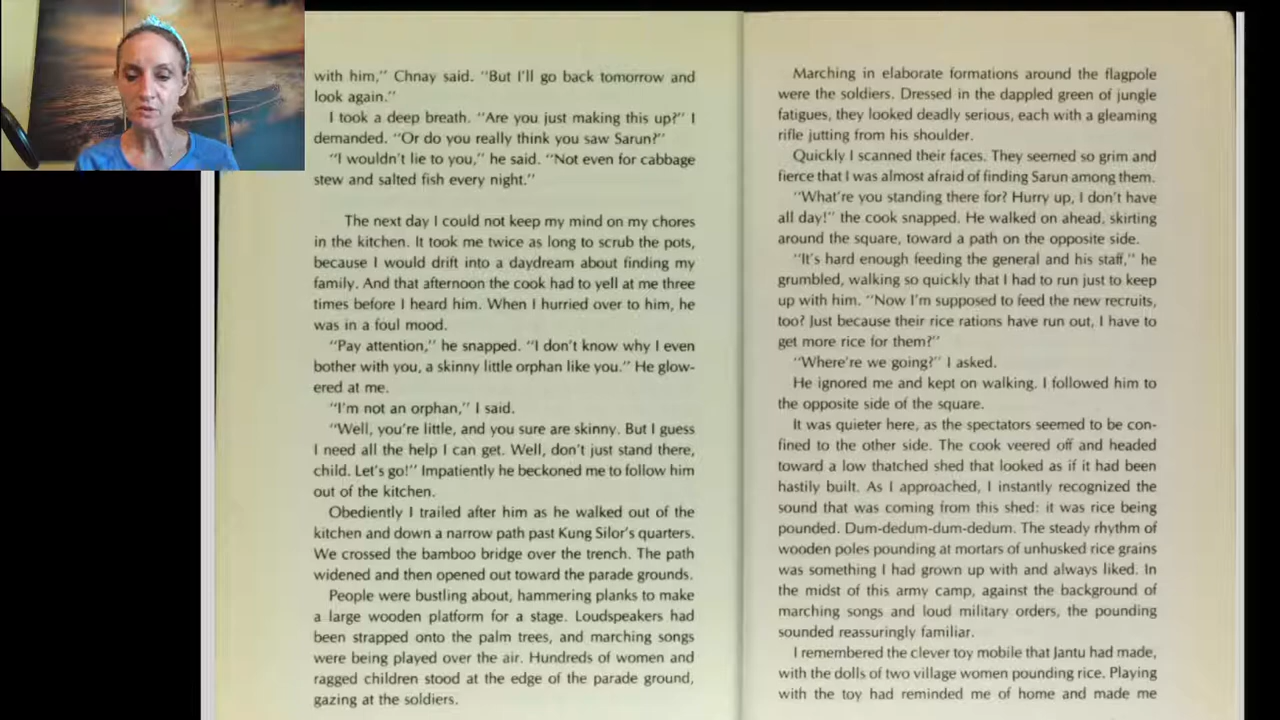 with him," Chnay said. "But I'll go back tomorrow and
look again."
I took a deep breath. "Are you just making this up?" I
demanded. "Or do you really think you saw Sarun?"
"I wouldn't lie to you," he said. "Not even for cabbage
stew and salted fish every night."
The next day I could not keep my mind on my chores
in the kitchen. It took me twice as long to scrub the pots,
because I would drift into a daydream about finding my
family. And that afternoon the cook had to yell at me three
times before I heard him. When I hurried over to him, he
was in a foul mood.
"Pay attention," he snapped. "I don't know why I even
bother with you, a skinny little orphan like you." He glow-
ered at me.
"I'm not an orphan," I said.
"Well, you're little, and you sure are skinny. But I guess
I need all the help I can get. Well, don't just stand there,
child. Let's go!" Impatiently he beckoned me to follow him
out of the kitchen.
Obediently I trailed after him as he walked out of the
kitchen and down a narrow path past Kung Silor's quarters.
We crossed the bamboo bridge over the trench. The path
widened and then opened out toward the parade grounds.
People were bustling about, hammering planks to make
a large wooden platform for a stage. Loudspeakers had
been strapped onto the palm trees, and marching songs
were being played over the air. Hundreds of women and
ragged children stood at the edge of the parade ground,
gazing at the soldiers.
Marching in elaborate formations around the flagpole
were the soldiers. Dressed in the dappled green of jungle
fatigues, they looked deadly serious, each with a gleaming
rifle jutting from his shoulder.
Quickly I scanned their faces. They seemed so grim and
fierce that I was almost afraid of finding Sarun among them.
"What're you standing there for? Hurry up, I don't have
all day!" the cook snapped. He walked on ahead, skirting
around the square, toward a path on the opposite side.
"It's hard enough feeding the general and his staff," he
grumbled, walking so quickly that I had to run just to keep
up with him. "Now I'm supposed to feed the new recruits,
too? Just because their rice rations have run out, I have to
get more rice for them?"
"Where're we going?" I asked.
He ignored me and kept on walking. I followed him to
the opposite side of the square.
It was quieter here, as the spectators seemed to be con-
fined to the other side. The cook veered off and headed
toward a low thatched shed that looked as if it had been
hastily built. As I approached, I instantly recognized the
sound that was coming from this shed: it was rice being
pounded. Dum-dedum-dum-dedum. The steady rhythm of
wooden poles pounding at mortars of unhusked rice grains
was something I had grown up with and always liked. In
the midst of this army camp, against the background of
marching songs and loud military orders, the pounding
sounded reassuringly familiar.
I remembered the clever toy mobile that Jantu had made,
with the dolls of two village women pounding rice. Playing
with the toy had reminded me of home and made me